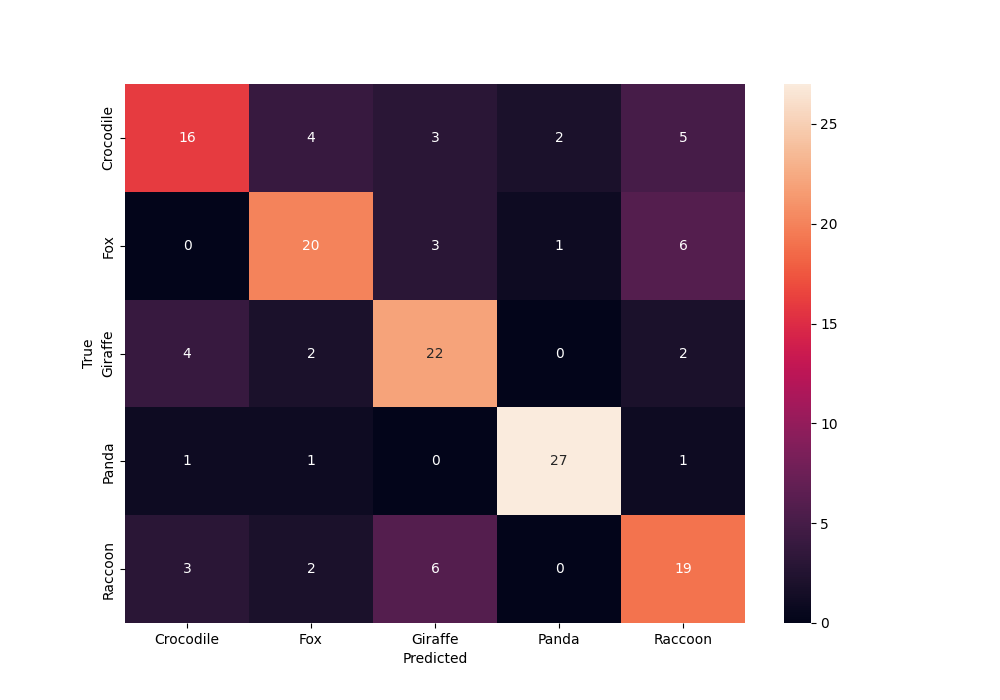 Crocodile 16 4 3 2 5
Fox 0 20 3 1 6
Giraffe 4 2 22 0 2
Panda 1 1 0 27 1
Raccoon 3 2 6 0 19
True
Crocodile Fox Giraffe Panda Raccoon
Predicted
25
20
15
10
5
0